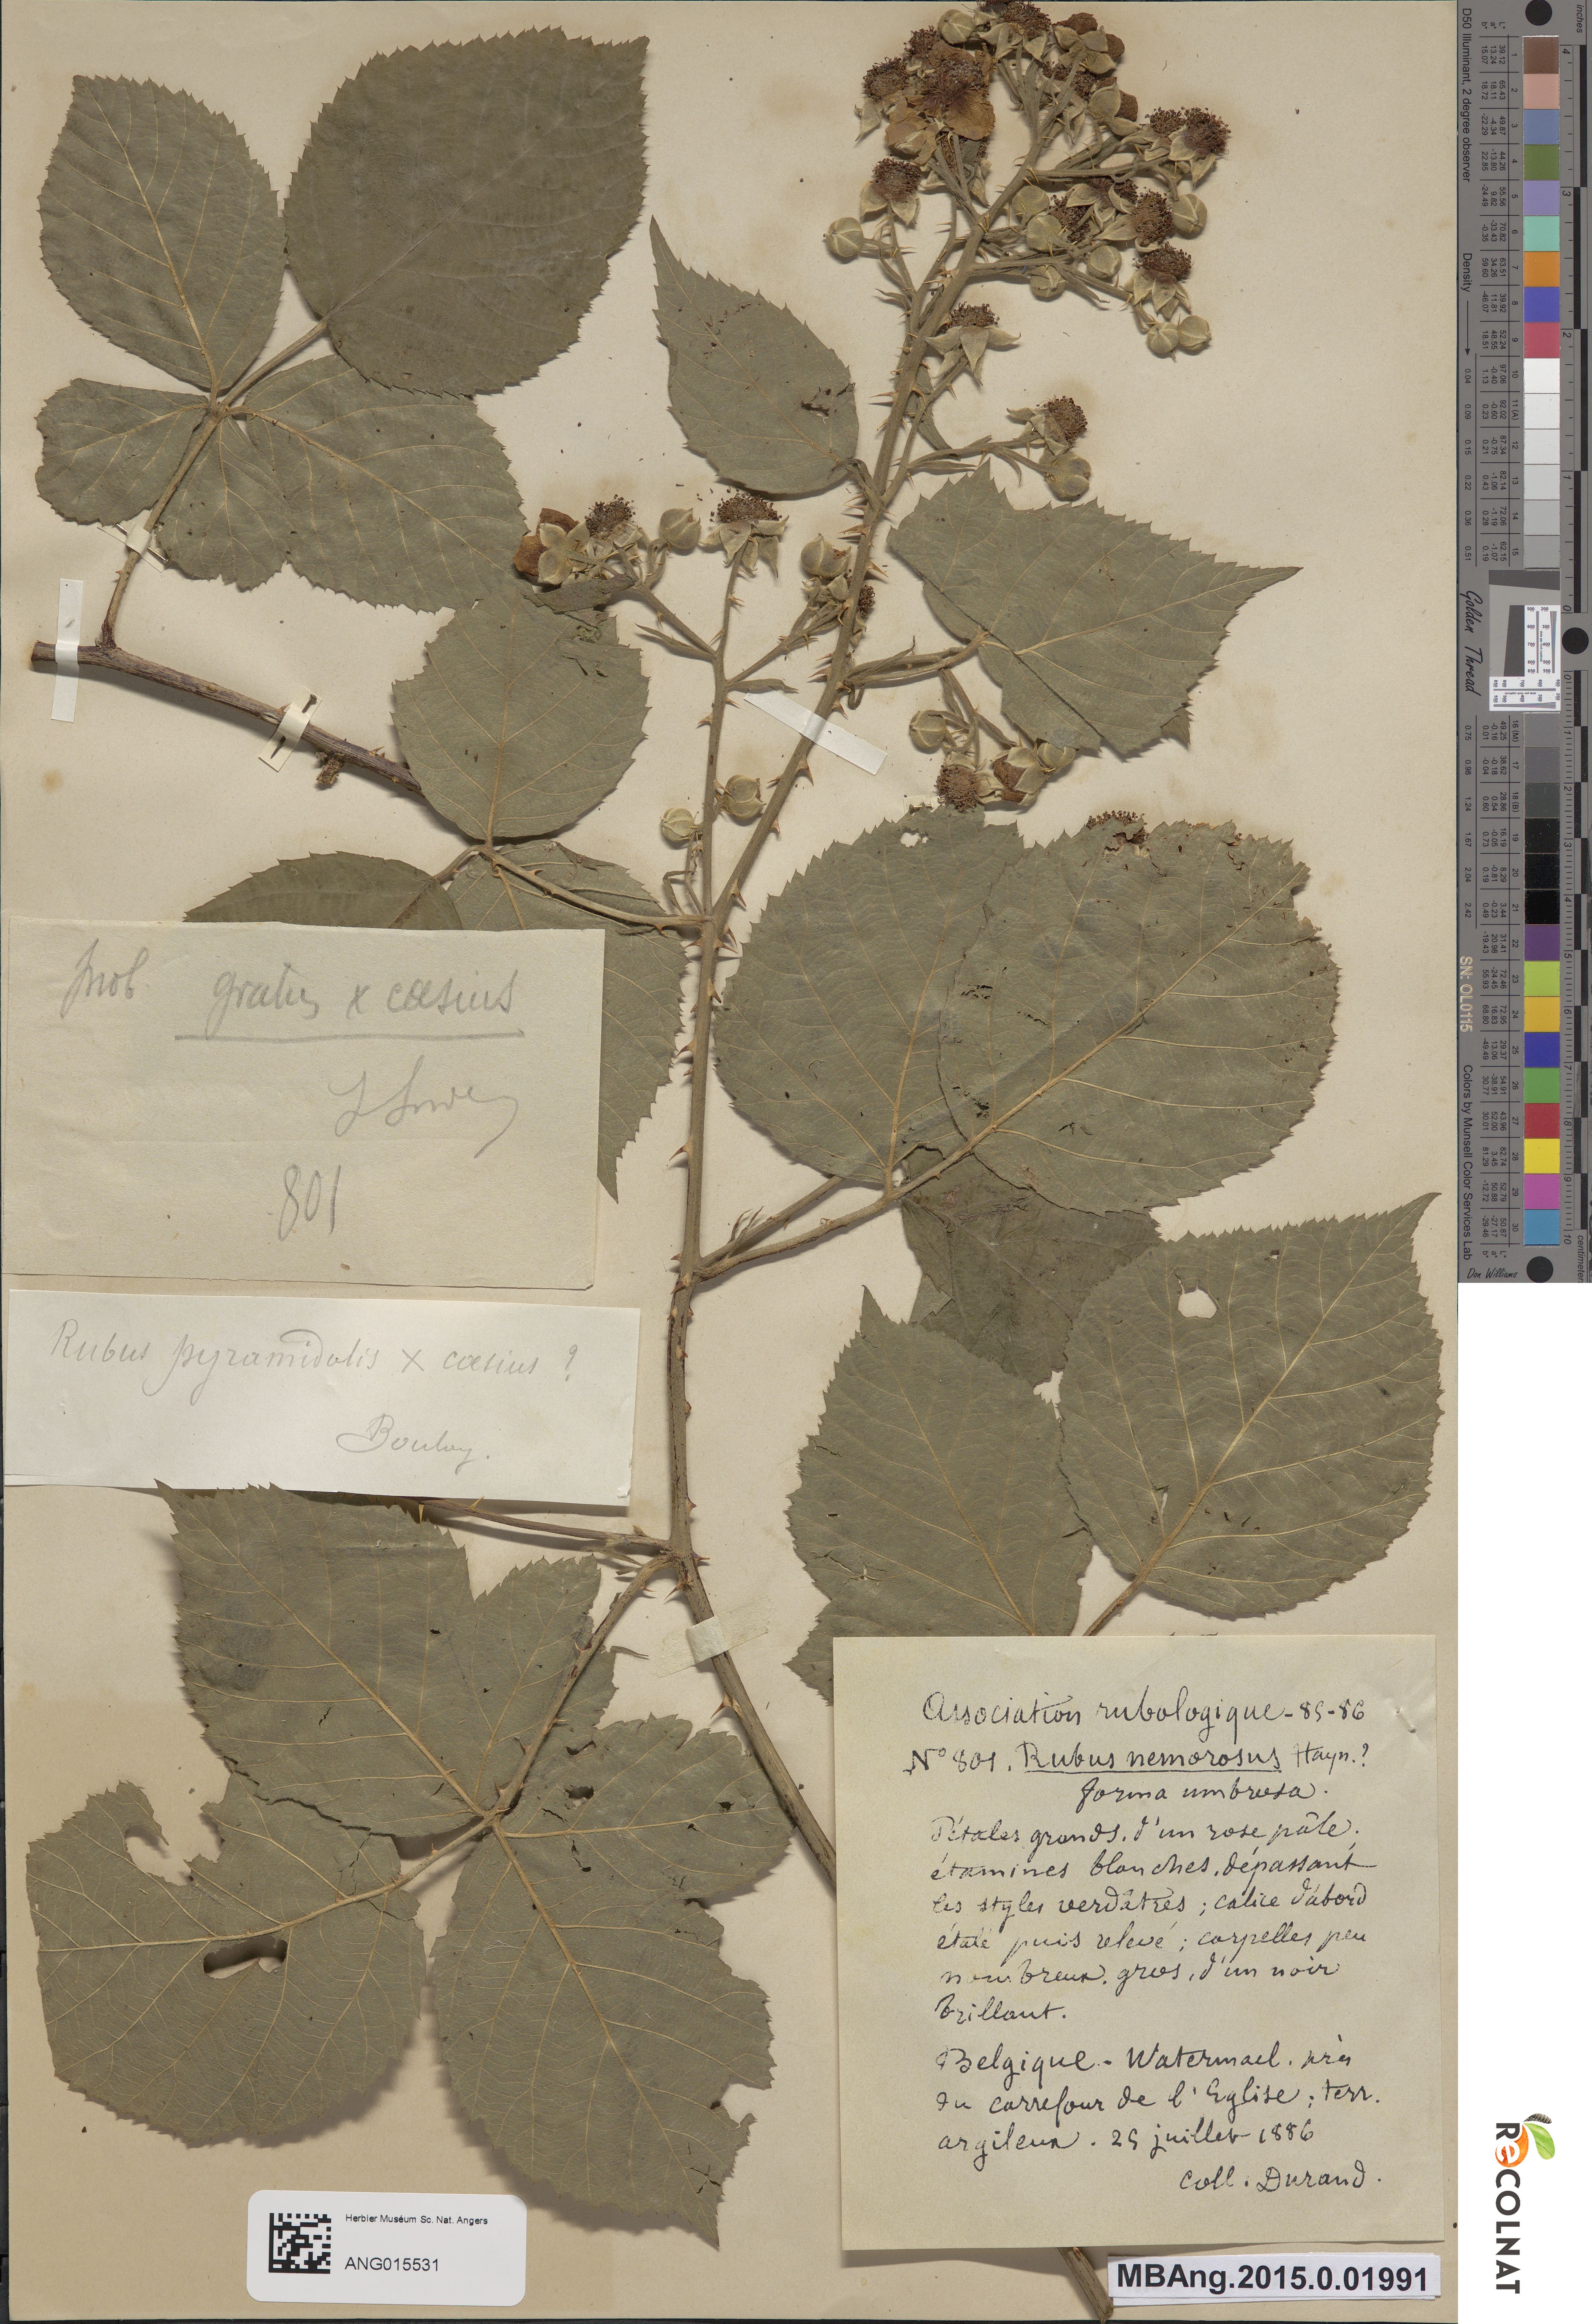 prob. gratus x cæsius
801
Rubus pyramidalis x cæsius ?
Boulay.
Association rubologique - 85-86
N° 801. Rubus nemorosus Hayn.?
forma umbrosa.
Pétales grands, d'un rose pâle;
étamines blanches, dépassant
les styles verdâtres ; calice d'abord
étalé puis relevé ; carpelles peu
nombreux, gros, d'un noir
brillant.
Belgique - Watermael. près
du carrefour de l'Eglise ; terr.
argileux. 25 juillet 1886
Coll. Durand.
Herbier Muséum Sc. Nat. Angers
ANG015531
MBAng.2015.0.01991
ReCOLNAT
D50 Illuminant, 2 degree observer
Density
Golden Thread
SN: OL0115
Colors by Munsell Color Services Lab
Don Williams
inches
centimeters